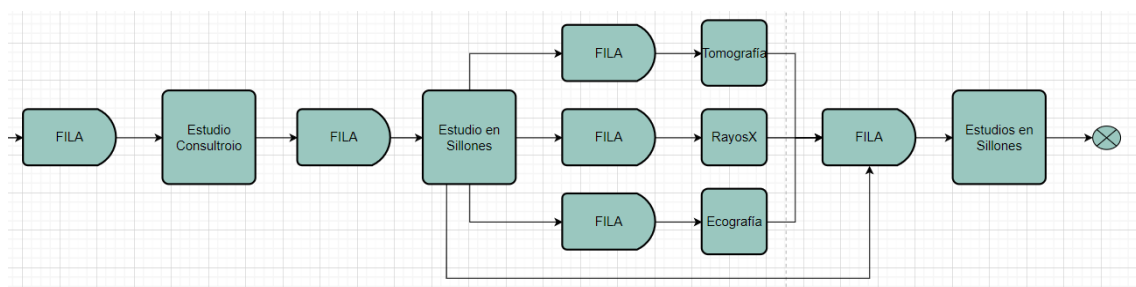 FILA
Tomografía
FILA
Estudio
Consultroio
FILA
Estudio en
Sillones
FILA
RayosX
FILA
Estudios en
Sillones
FILA
Ecografía